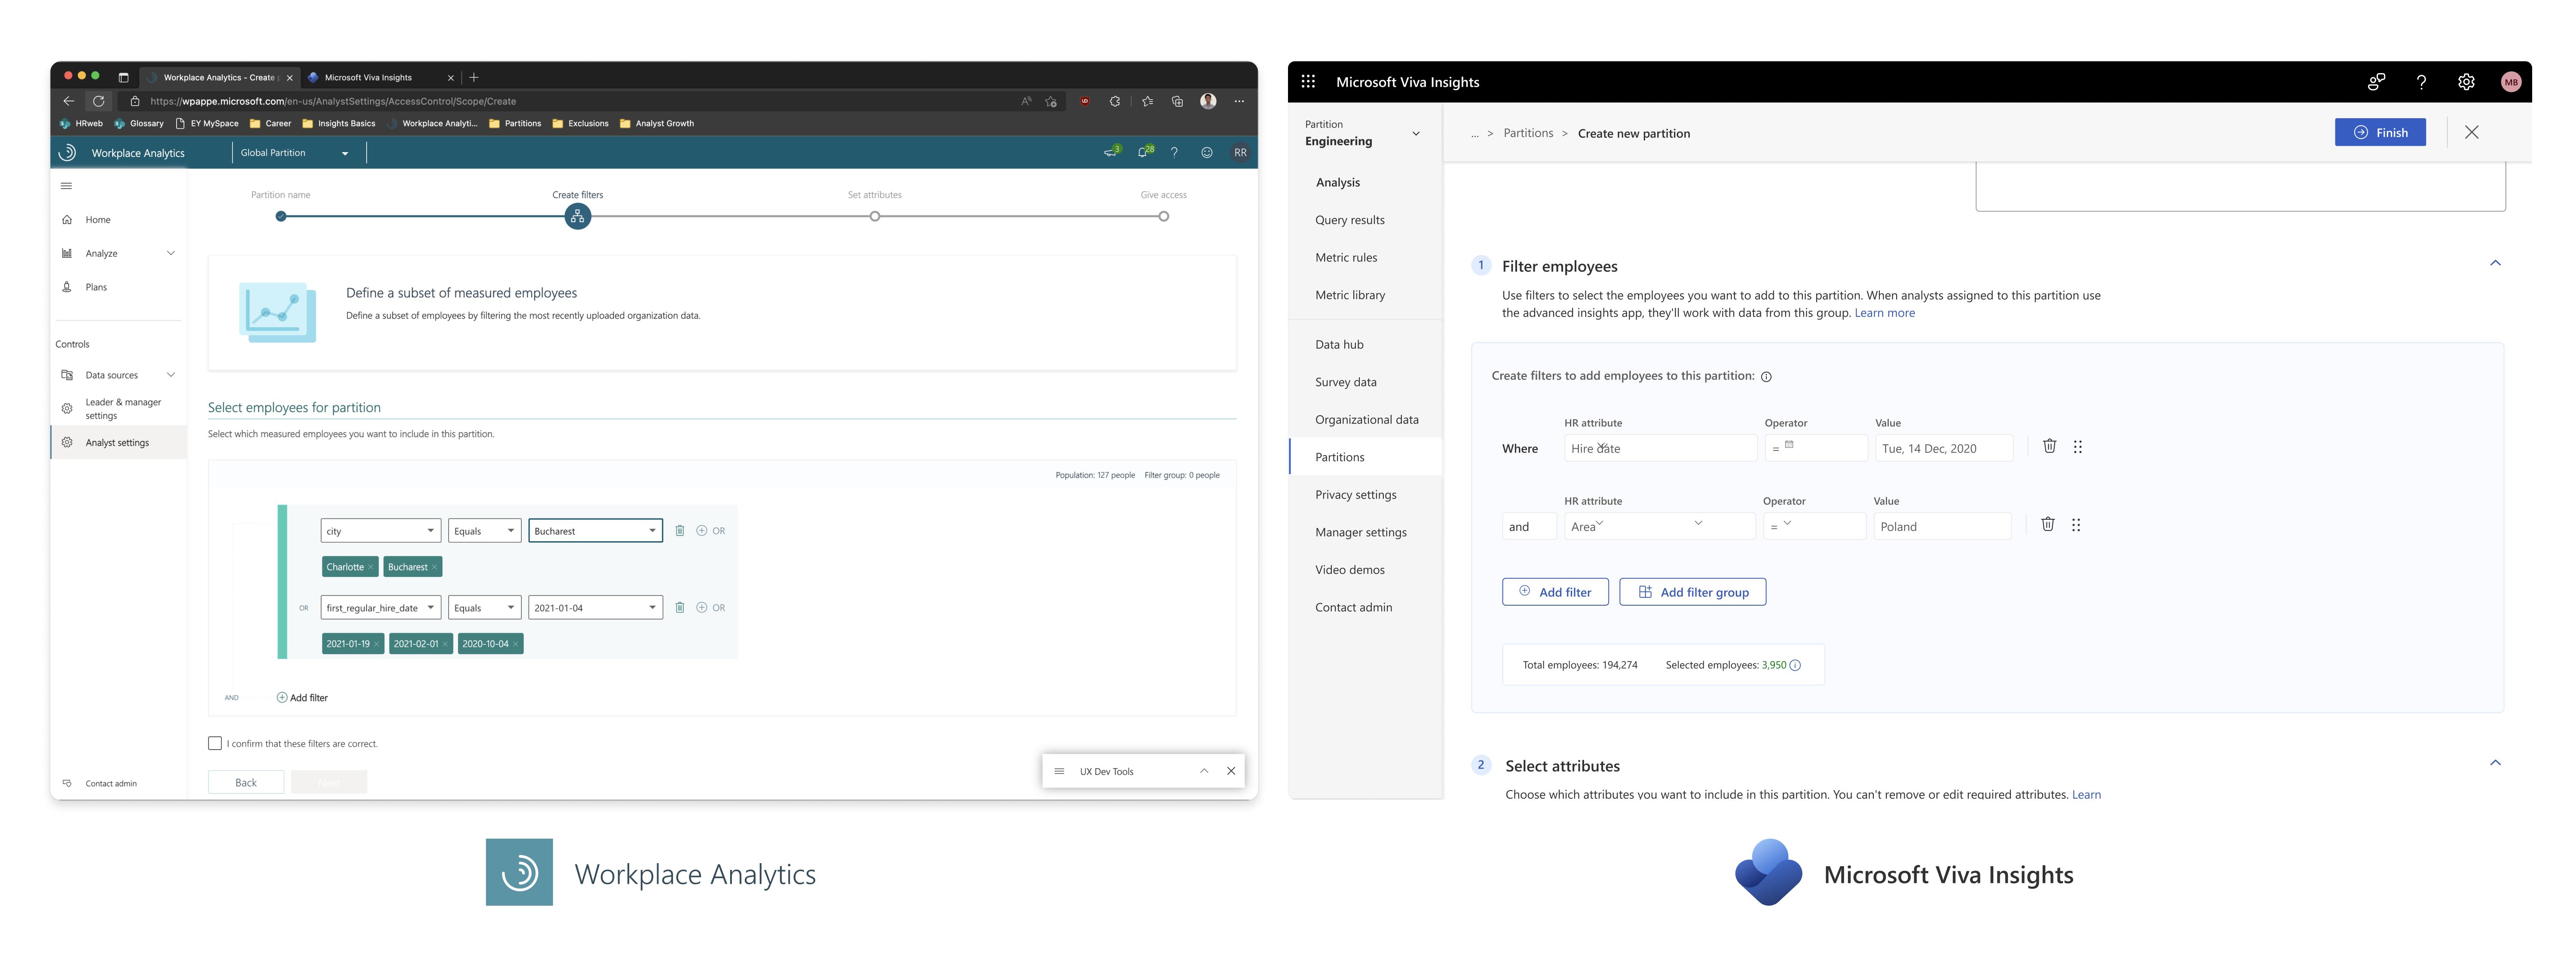 Workplace Analytics - Create
Microsoft Viva Insights
https://wpappe.microsoft.com/en-us/AnalystSettings/AccessControl/Scope/Create
HRweb
Glossary
EY MySpace
Career
Insights Basics
Workplace Analyti...
Partitions
Exclusions
Analyst Growth
Workplace Analytics
Global Partition
3
28
?
RR
Home
Analyze
Plans
Controls
Data sources
Leader & manager
settings
Analyst settings
Contact admin
Partition name
Create filters
Set attributes
Give access
Define a subset of measured employees
Define a subset of employees by filtering the most recently uploaded organization data.
Select employees for partition
Select which measured employees you want to include in this partition.
Population: 127 people Filter group: 0 people
city Equals Bucharest OR
Charlotte × Bucharest ×
OR first_regular_hire_date Equals 2021-01-04 OR
2021-01-19 × 2021-02-01 × 2020-10-04 ×
AND Add filter
I confirm that these filters are correct.
Back Next
UX Dev Tools
Workplace Analytics
Microsoft Viva Insights
?
MB
Partition
Engineering
Analysis
Query results
Metric rules
Metric library
Data hub
Survey data
Organizational data
Partitions
Privacy settings
Manager settings
Video demos
Contact admin
... > Partitions > Create new partition
Finish
1 Filter employees
Use filters to select the employees you want to add to this partition. When analysts assigned to this partition use
the advanced insights app, they'll work with data from this group. Learn more
Create filters to add employees to this partition:
HR attribute Operator Value
Where Hire date = Tue, 14 Dec, 2020
HR attribute Operator Value
and Area = Poland
Add filter Add filter group
Total employees: 194,274 Selected employees: 3,950
2 Select attributes
Choose which attributes you want to include in this partition. You can't remove or edit required attributes. Learn
Microsoft Viva Insights